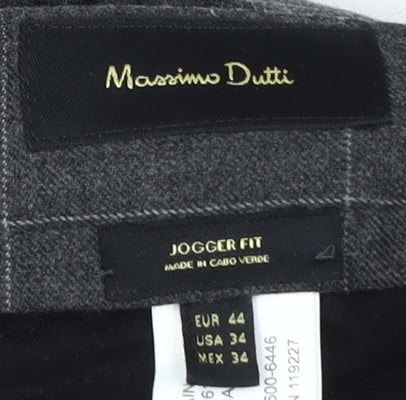 Massimo Dutti
JOGGER FIT
MADE IN CABO VERDE
EUR 44
USA 34
MEX 34
500-6446
N 119227